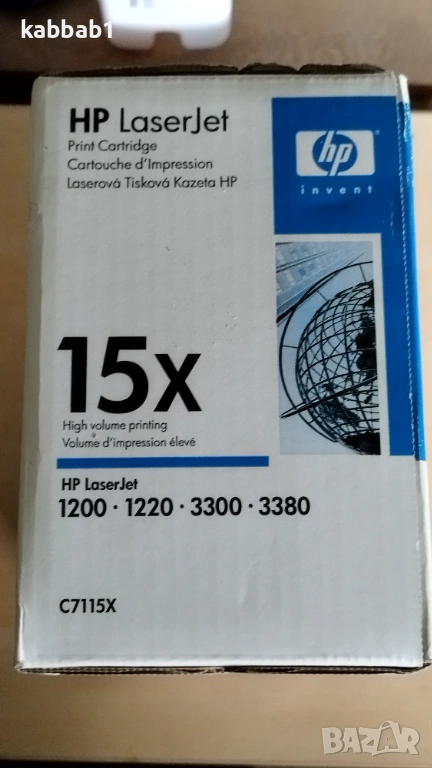 kabbab1
HP LaserJet
Print Cartridge
Cartouche d'Impression
Laserová Tisková Kazeta HP
hp
invent
15x
High volume printing
Volume d'impression élevé
HP LaserJet
1200 · 1220 · 3300 · 3380
C7115X
BAZAR